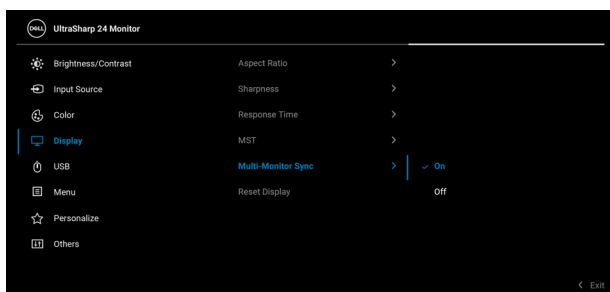 DELL UltraSharp 24 Monitor
Brightness/Contrast
Input Source
Color
Display
USB
Menu
Personalize
Others
Aspect Ratio
Sharpness
Response Time
MST
Multi-Monitor Sync
Reset Display
On
Off
Exit